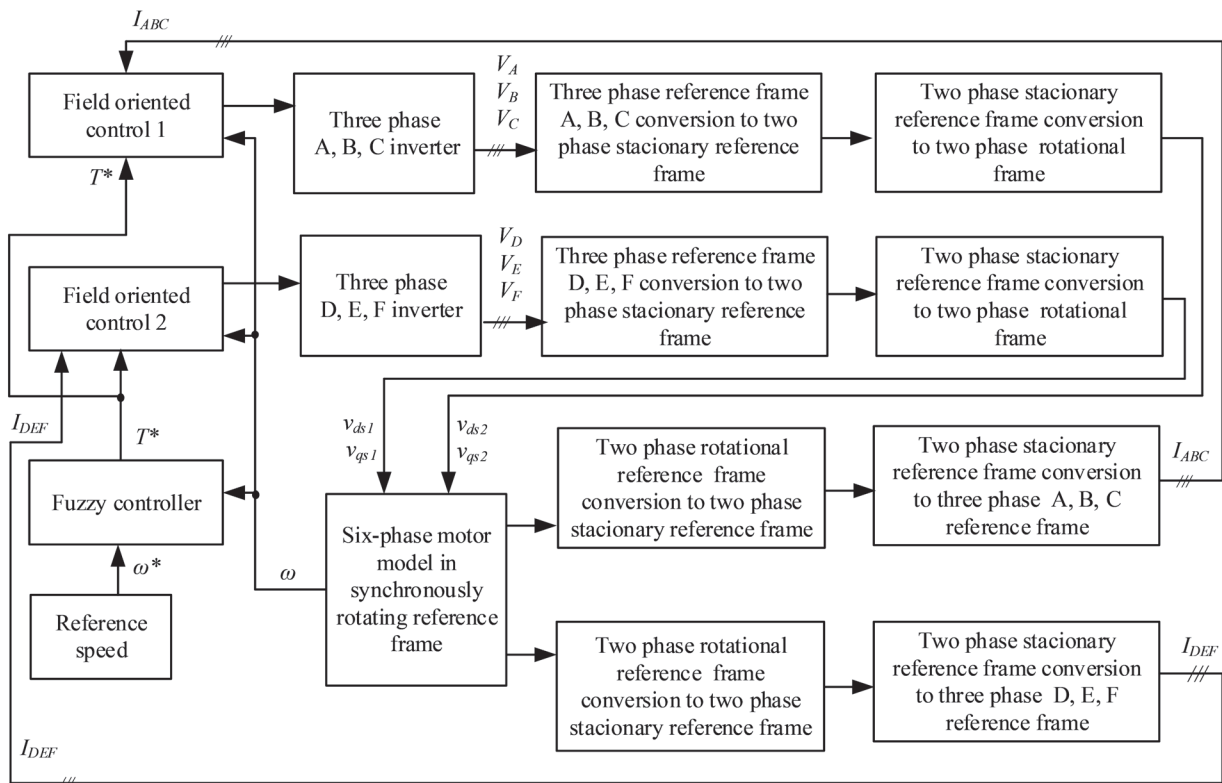 I_ABC
Field oriented
control 1
T*
Three phase
A, B, C inverter
V_A
V_B
V_C
Three phase reference frame
A, B, C conversion to two
phase stacionary reference
frame
Two phase stacionary
reference frame conversion
to two phase rotational
frame
Field oriented
control 2
Three phase
D, E, F inverter
V_D
V_E
V_F
Three phase reference frame
D, E, F conversion to two
phase stacionary reference
frame
Two phase stacionary
reference frame conversion
to two phase rotational
frame
I_DEF
T*
v_ds1
v_qs1
v_ds2
v_qs2
Fuzzy controller
ω*
Reference
speed
ω
Six-phase motor
model in
synchronously
rotating reference
frame
Two phase rotational
reference frame
conversion to two phase
stacionary reference frame
Two phase stacionary
reference frame conversion
to three phase A, B, C
reference frame
I_ABC
Two phase rotational
reference frame
conversion to two phase
stacionary reference frame
Two phase stacionary
reference frame conversion
to three phase D, E, F
reference frame
I_DEF
I_DEF